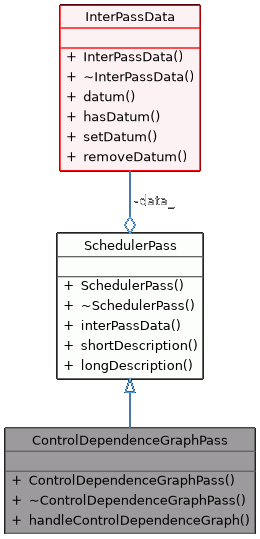 InterPassData
+ InterPassData()
+ ~InterPassData()
+ datum()
+ hasDatum()
+ setDatum()
+ removeDatum()
-data_
SchedulerPass
+ SchedulerPass()
+ ~SchedulerPass()
+ interPassData()
+ shortDescription()
+ longDescription()
ControlDependenceGraphPass
+ ControlDependenceGraphPass()
+ ~ControlDependenceGraphPass()
+ handleControlDependenceGraph()